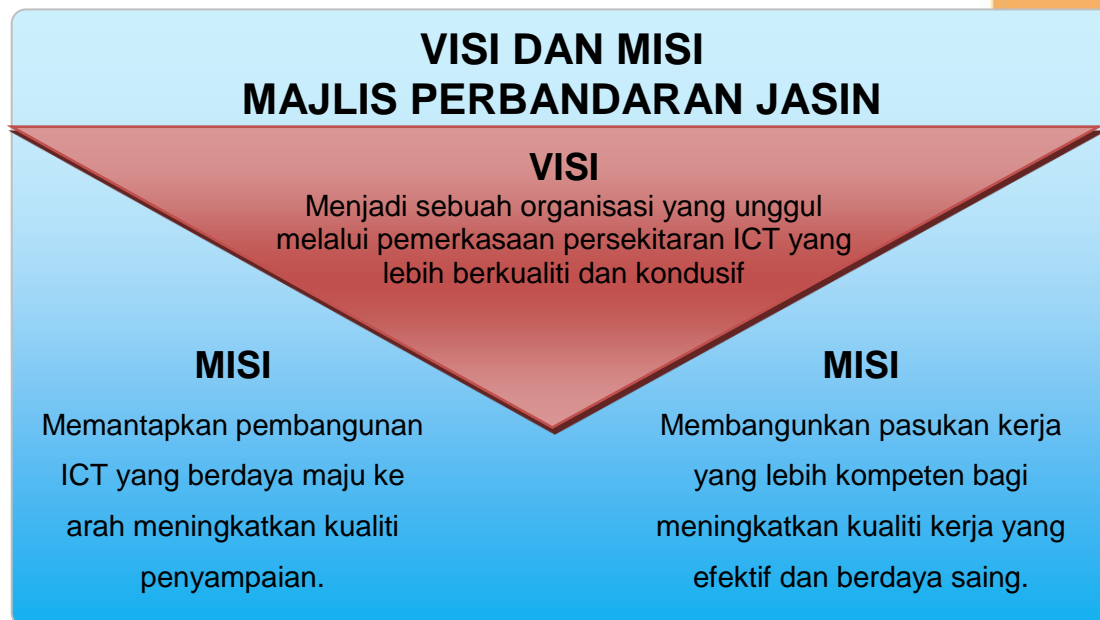 VISI DAN MISI
MAJLIS PERBANDARAN JASIN
VISI
Menjadi sebuah organisasi yang unggul
melalui pemerkasaan persekitaran ICT yang
lebih berkualiti dan kondusif
MISI
Memantapkan pembangunan
ICT yang berdaya maju ke
arah meningkatkan kualiti
penyampaian.
MISI
Membangunkan pasukan kerja
yang lebih kompeten bagi
meningkatkan kualiti kerja yang
efektif dan berdaya saing.